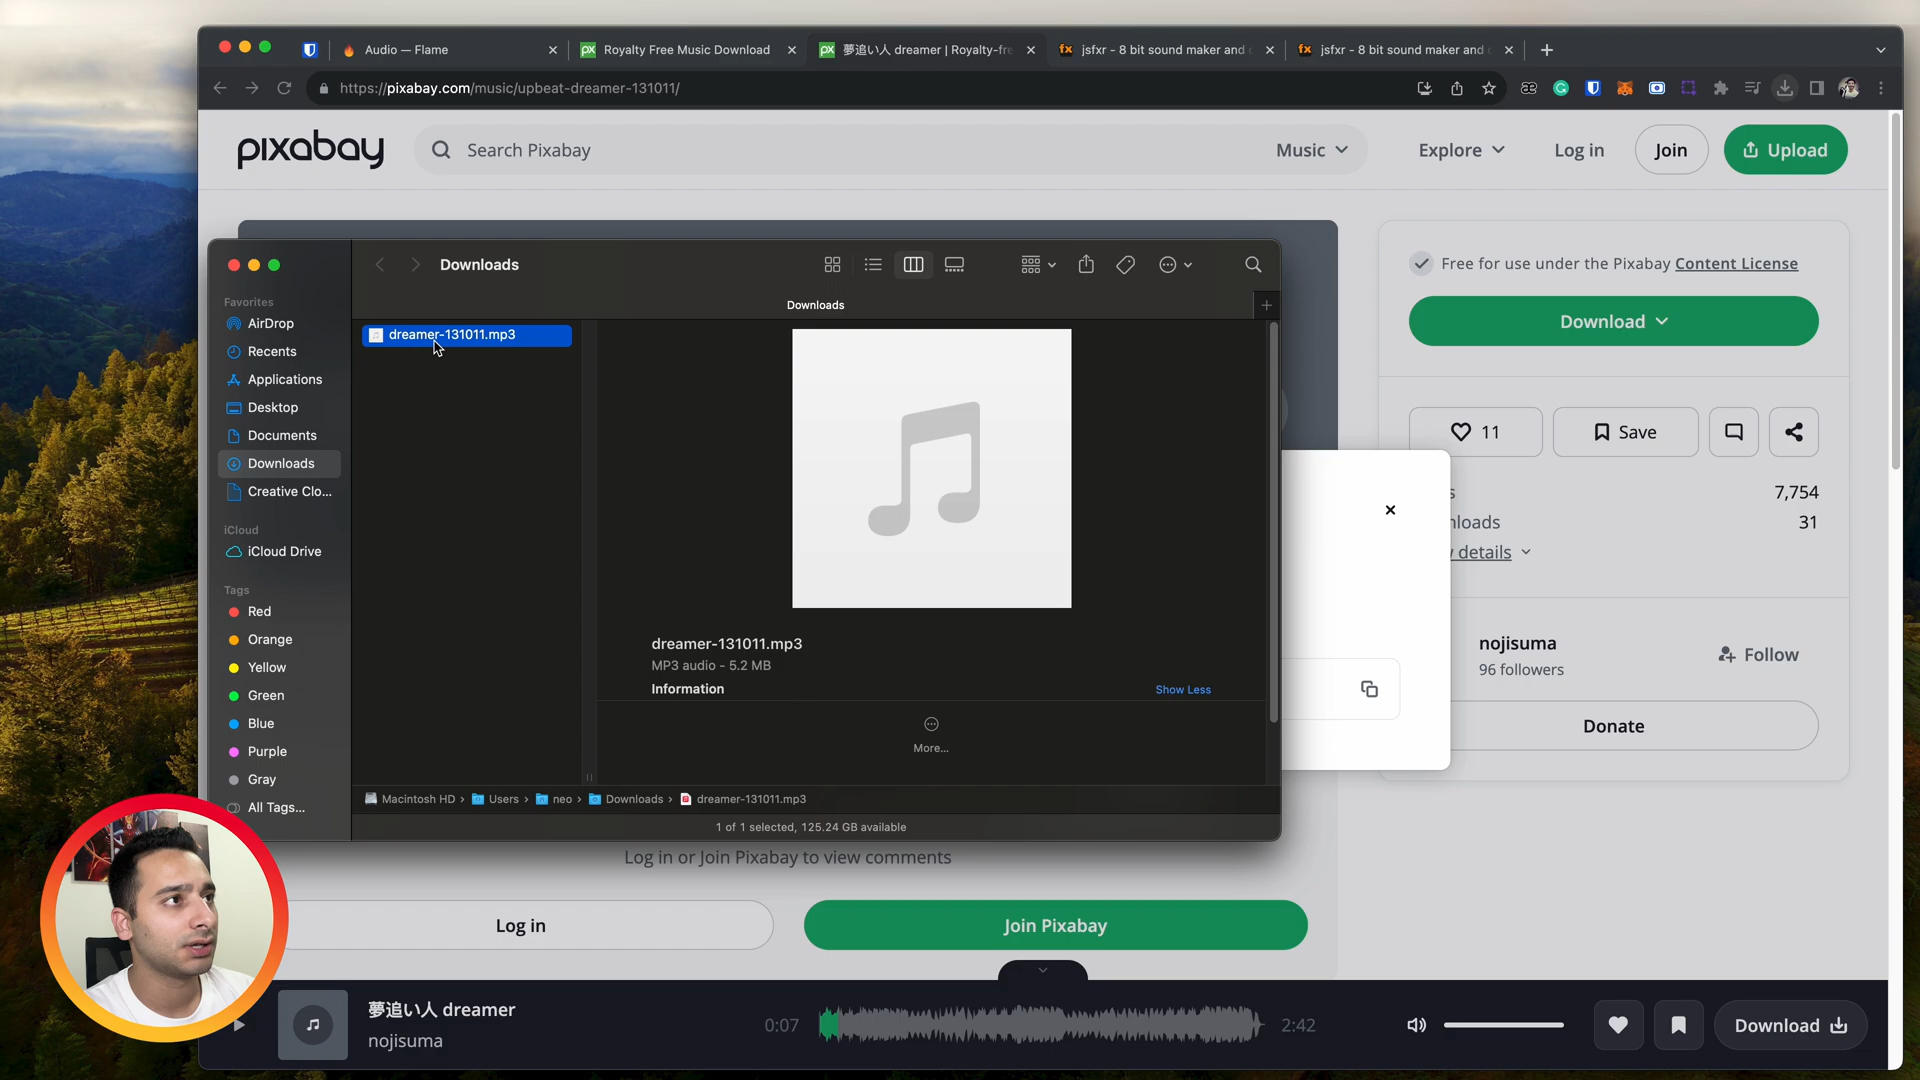 Audio — Flame
Royalty Free Music Download
夢追い人 dreamer | Royalty-fre
jsfxr - 8 bit sound maker and
jsfxr - 8 bit sound maker and
https://pixabay.com/music/upbeat-dreamer-131011/
pixabay
Search Pixabay
Music
Explore
Log in
Join
Upload
Free for use under the Pixabay Content License
Download
11
Save
7,754
nloads
31
details
nojisuma
96 followers
Follow
Donate
Downloads
Downloads
Favorites
AirDrop
Recents
Applications
Desktop
Documents
Downloads
Creative Clo...
iCloud
iCloud Drive
Tags
Red
Orange
Yellow
Green
Blue
Purple
Gray
All Tags...
dreamer-131011.mp3
dreamer-131011.mp3
MP3 audio - 5.2 MB
Information
Show Less
More...
Macintosh HD › Users › neo › Downloads › dreamer-131011.mp3
1 of 1 selected, 125.24 GB available
Log in or Join Pixabay to view comments
Log in
Join Pixabay
夢追い人 dreamer
nojisuma
0:07
2:42
Download